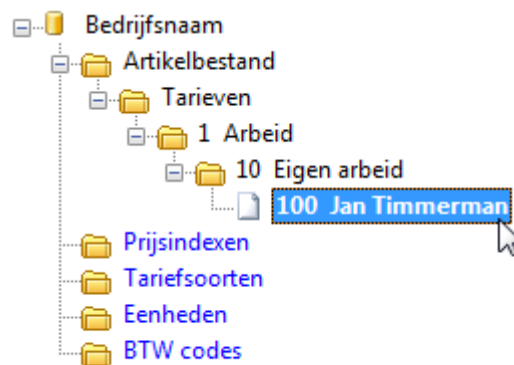 Bedrijfsnaam
Artikelbestand
Tarieven
1 Arbeid
10 Eigen arbeid
100 Jan Timmerman
Prijsindexen
Tariefsoorten
Eenheden
BTW codes